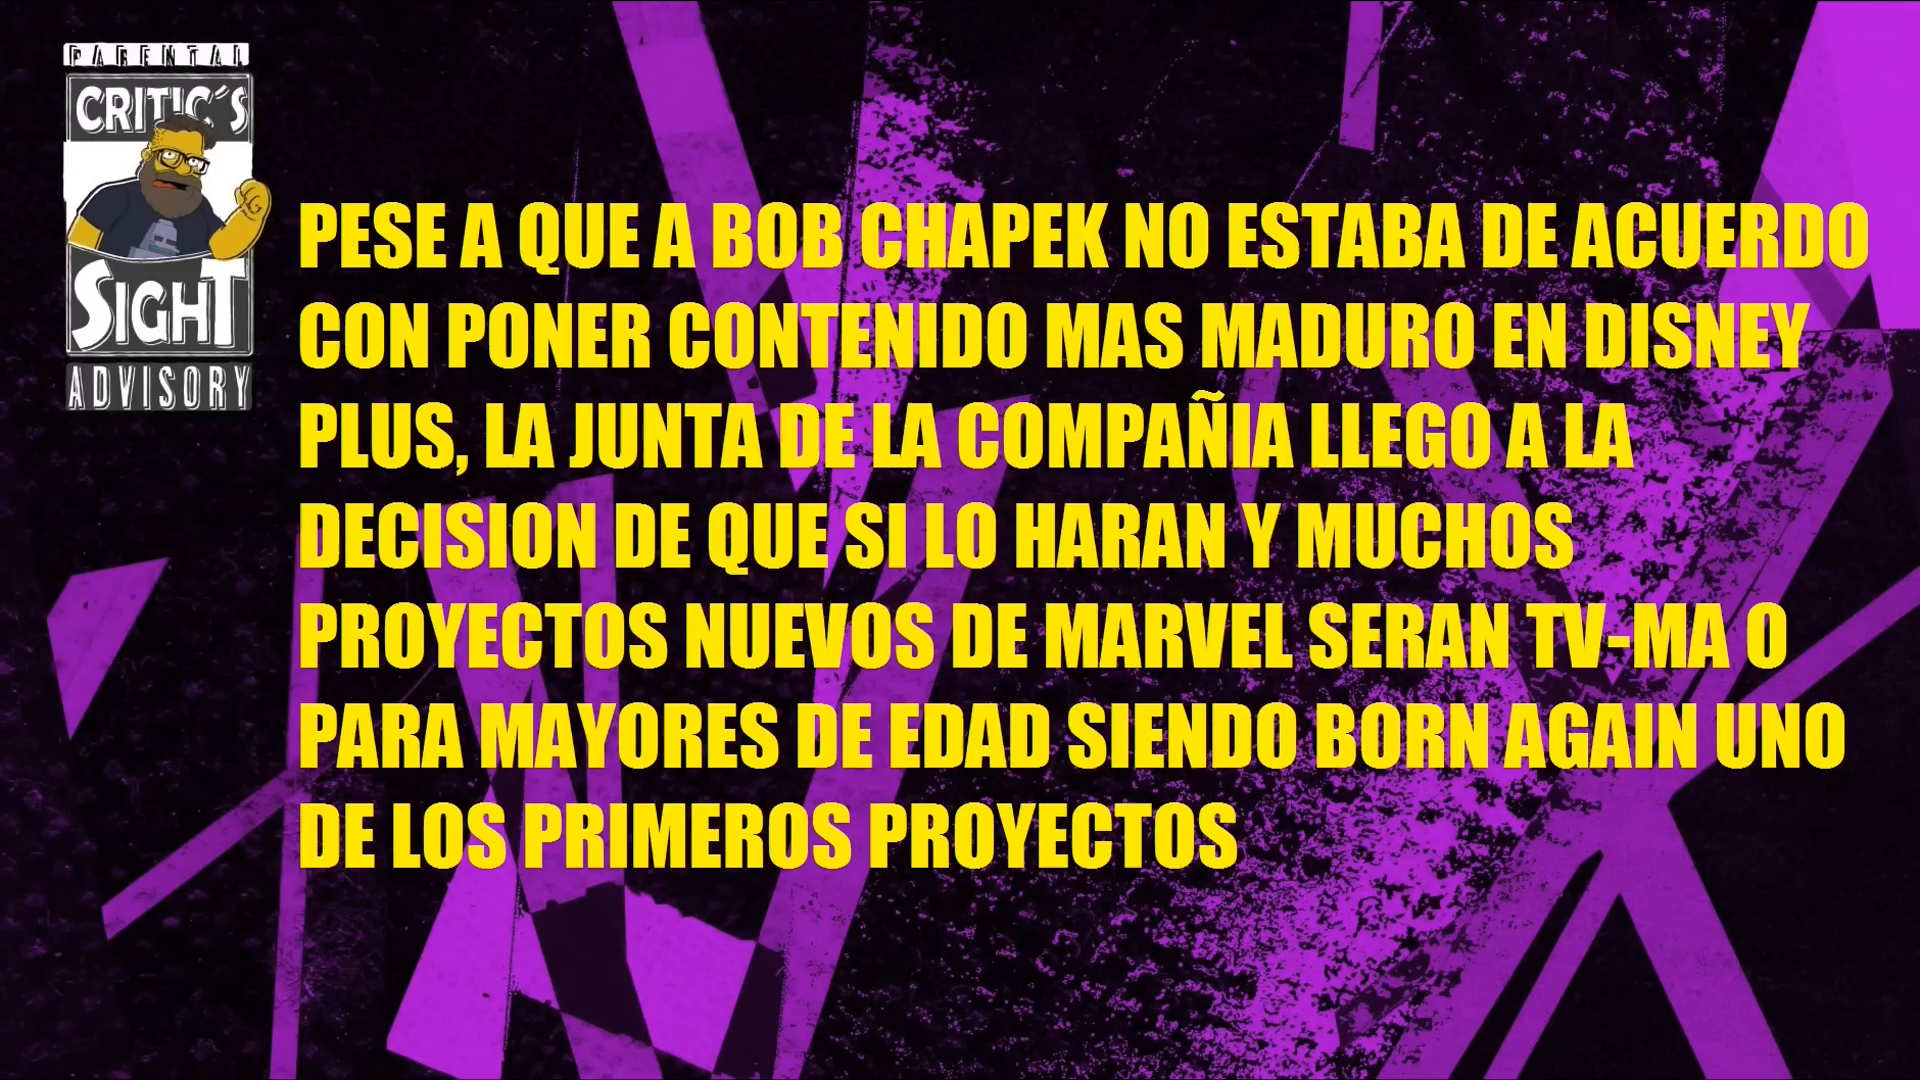 PARENTAL
CRITIC´S
SIGHT
ADVISORY
PESE A QUE A BOB CHAPEK NO ESTABA DE ACUERDO
CON PONER CONTENIDO MAS MADURO EN DISNEY
PLUS, LA JUNTA DE LA COMPAÑIA LLEGO A LA
DECISION DE QUE SI LO HARAN Y MUCHOS
PROYECTOS NUEVOS DE MARVEL SERAN TV-MA O
PARA MAYORES DE EDAD SIENDO BORN AGAIN UNO
DE LOS PRIMEROS PROYECTOS